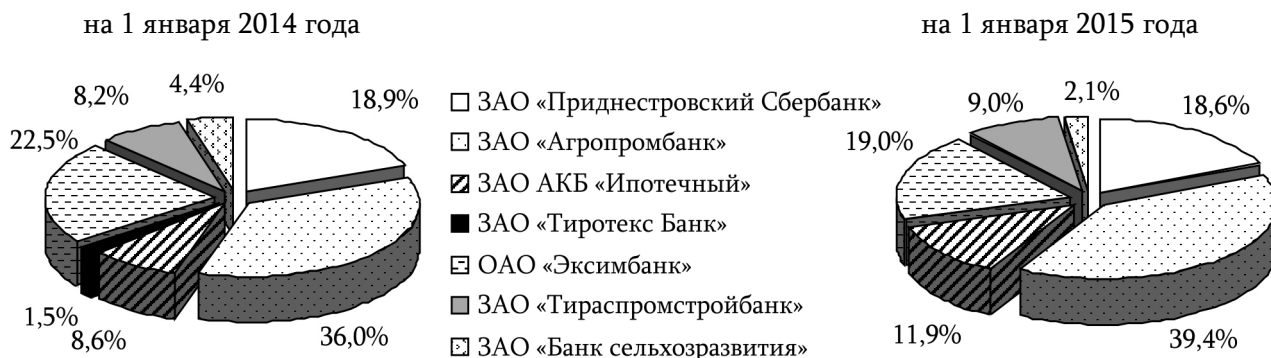 на 1 января 2014 года
на 1 января 2015 года
4,4%
8,2%
18,9%
22,5%
1,5%
8,6%
36,0%
ЗАО «Приднестровский Сбербанк»
ЗАО «Агропромбанк»
ЗАО АКБ «Ипотечный»
ЗАО «Тиротекс Банк»
ОАО «Эксимбанк»
ЗАО «Тираспромстройбанк»
ЗАО «Банк сельхозразвития»
2,1%
9,0%
18,6%
19,0%
11,9%
39,4%